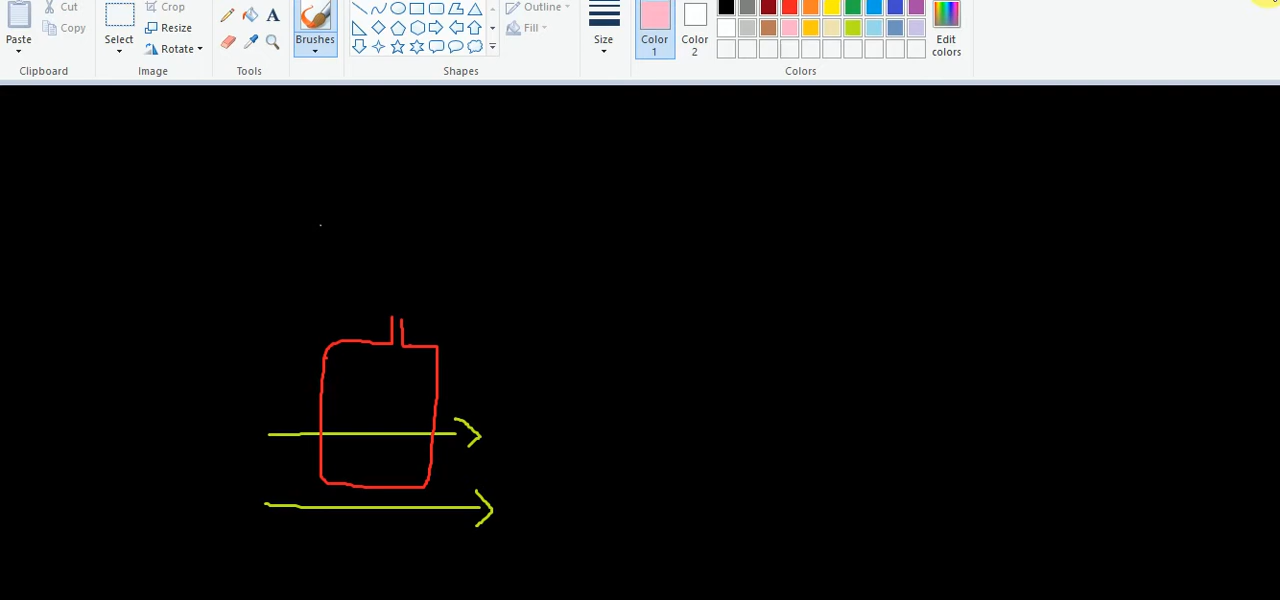 Cut
Crop
Outline
Copy
Resize
Fill
Paste
Select
Rotate
Brushes
Size
Color
1
Color
2
Edit
colors
Clipboard
Image
Tools
Shapes
Colors